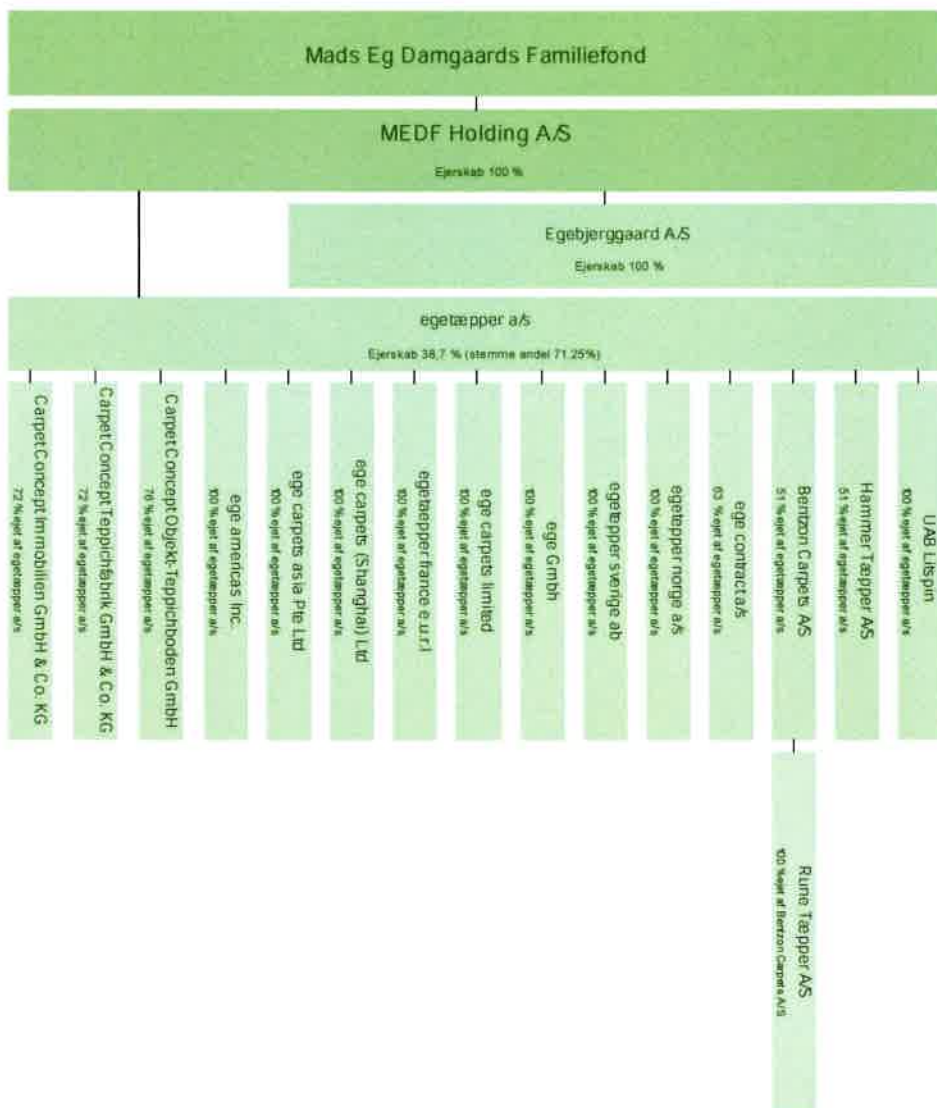 Mads Eg Damgaards Familiefond
MEDF Holding A/S
Ejerskab 100 %
Egebjerggaard A/S
Ejerskab 100 %
egetæpper a/s
Ejerskab 38,7 % (stemme andel 71.25%)
Carpet Concept Immobilien GmbH & Co. KG
72 % ejet af egetæpper a/s
Carpet Concept Teppichfabrik GmbH & Co. KG
72 % ejet af egetæpper a/s
Carpet Concept Objekt-Teppichboden GmbH
76 % ejet af egetæpper a/s
ege americas Inc.
100 % ejet af egetæpper a/s
ege carpets asia Pte Ltd
100 % ejet af egetæpper a/s
ege carpets (Shanghai) Ltd
100 % ejet af egetæpper a/s
egetaepper france e.u.r.l
100 % ejet af egetæpper a/s
ege carpets limited
100 % ejet af egetæpper a/s
ege Gmbh
100 % ejet af egetæpper a/s
egetepper sverige ab
100 % ejet af egetæpper a/s
egetepper norge a/s
100 % ejet af egetæpper a/s
ege contract a/s
63 % ejet af egetæpper a/s
Bentzon Carpets A/S
51 % ejet af egetæpper a/s
Hammer Tæpper A/S
51 % ejet af egetæpper a/s
UAB Litspin
100 % ejet af egetæpper a/s
Rune Tæpper A/S
100 % ejet af Bentzon Carpets A/S